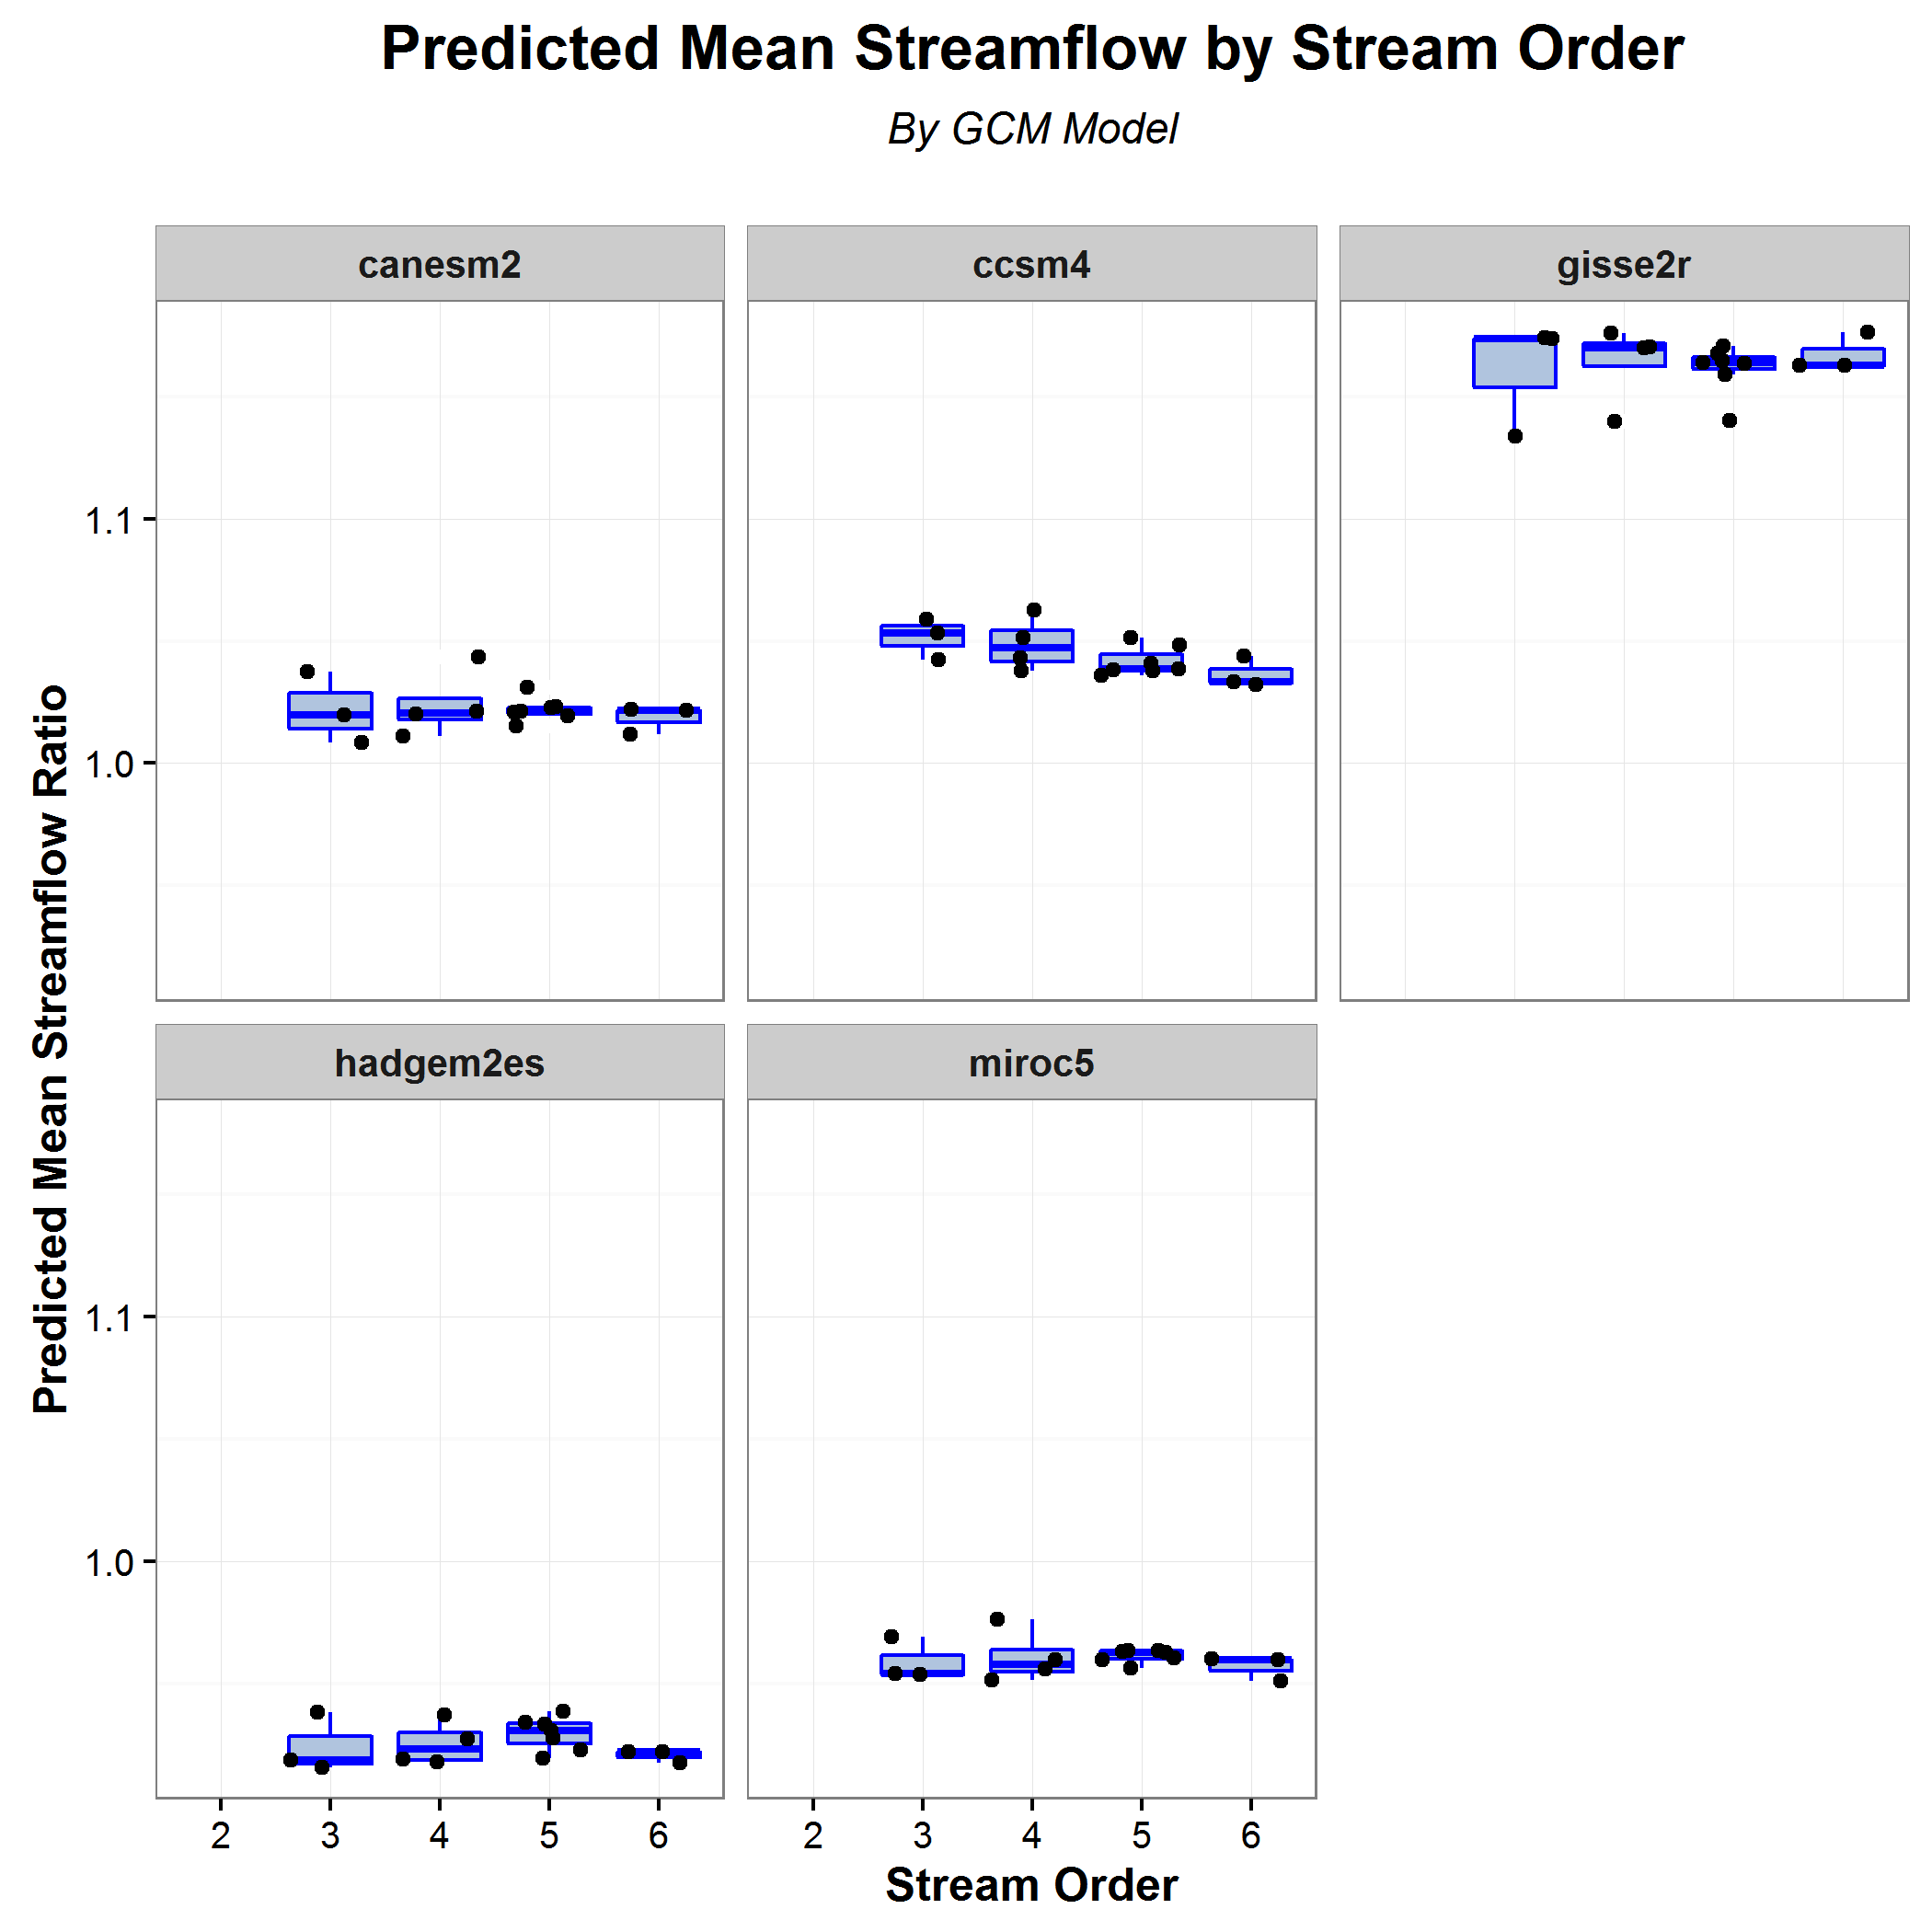 Predicted Mean Streamflow by Stream Order
By GCM Model
canesm2
ccsm4
gisse2r
1.1
1.0
Predicted Mean Streamflow Ratio
hadgem2es
miroc5
1.1
1.0
2 3 4 5 6
2 3 4 5 6
Stream Order